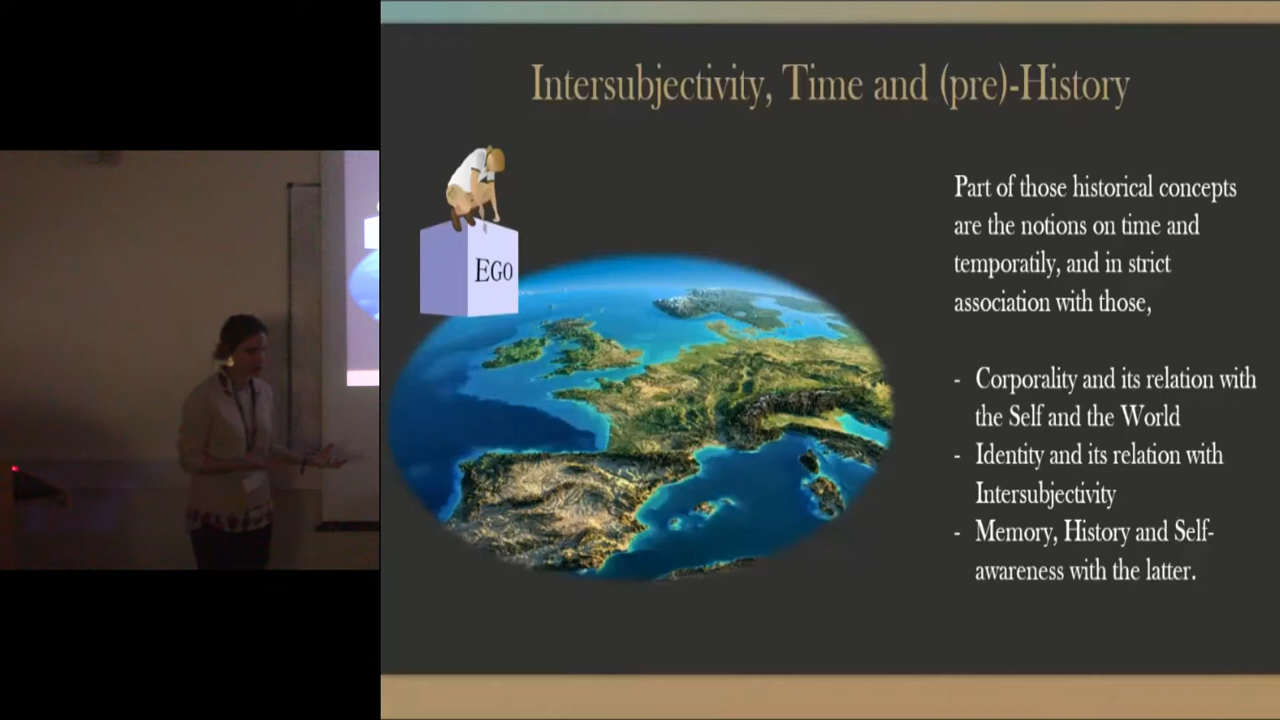 Intersubjectivity, Time and (pre)-History
EGO
Part of those historical concepts
are the notions on time and
temporatily, and in strict
association with those,
- Corporality and its relation with
the Self and the World
- Identity and its relation with
Intersubjectivity
- Memory, History and Self-
awareness with the latter.